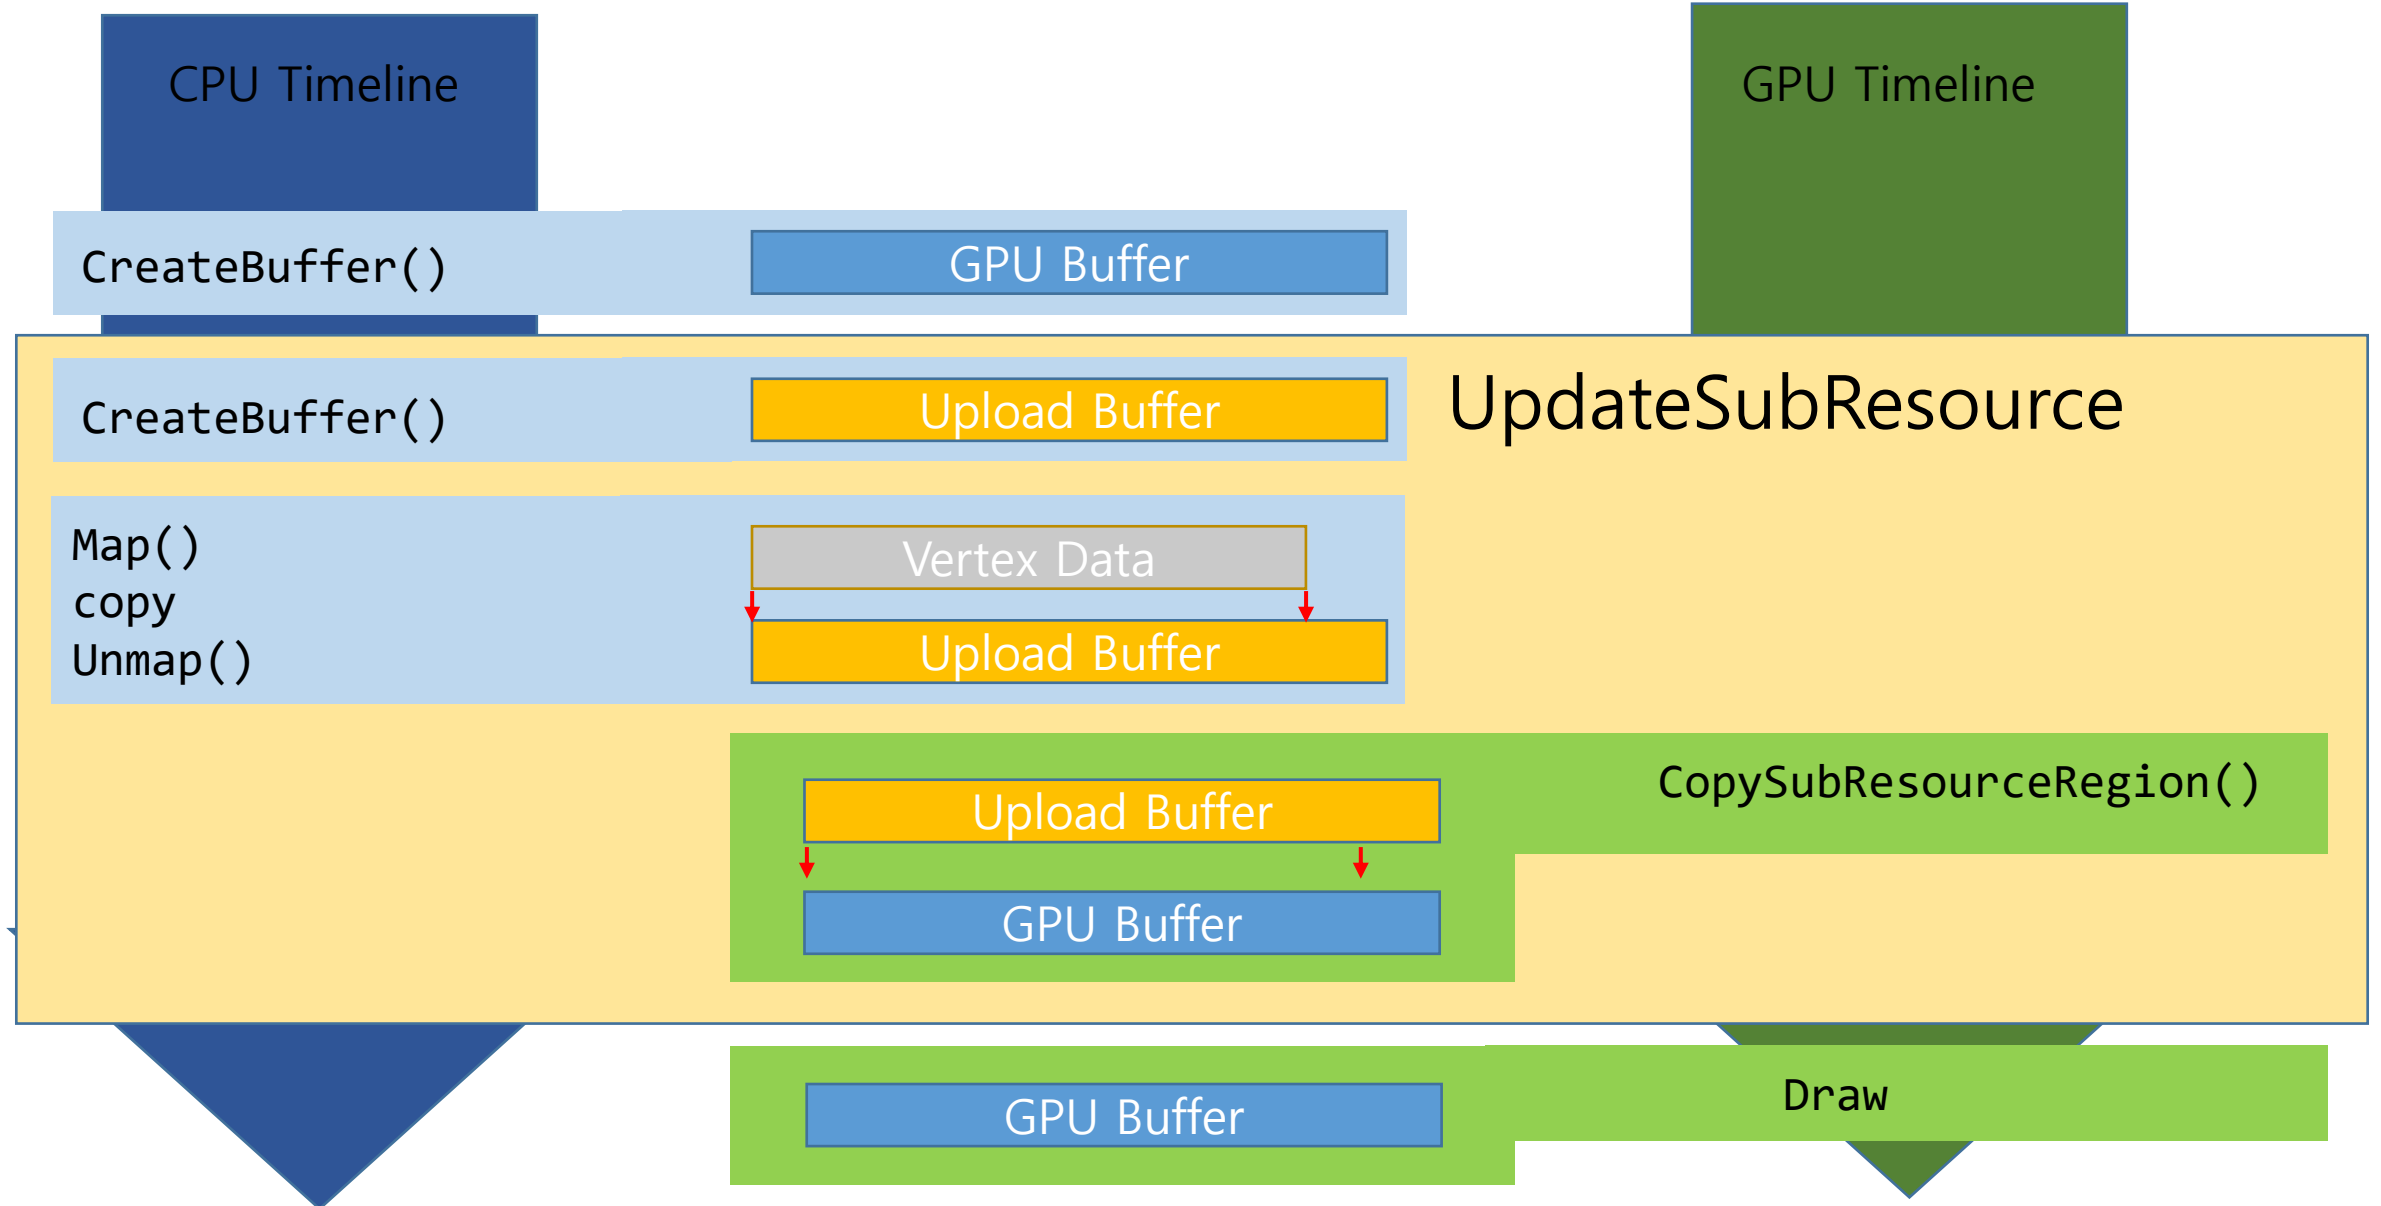 CPU Timeline
GPU Timeline
CreateBuffer()
GPU Buffer
CreateBuffer()
Upload Buffer
UpdateSubResource
Map()
copy
Unmap()
Vertex Data
Upload Buffer
Upload Buffer
CopySubResourceRegion()
GPU Buffer
GPU Buffer
Draw